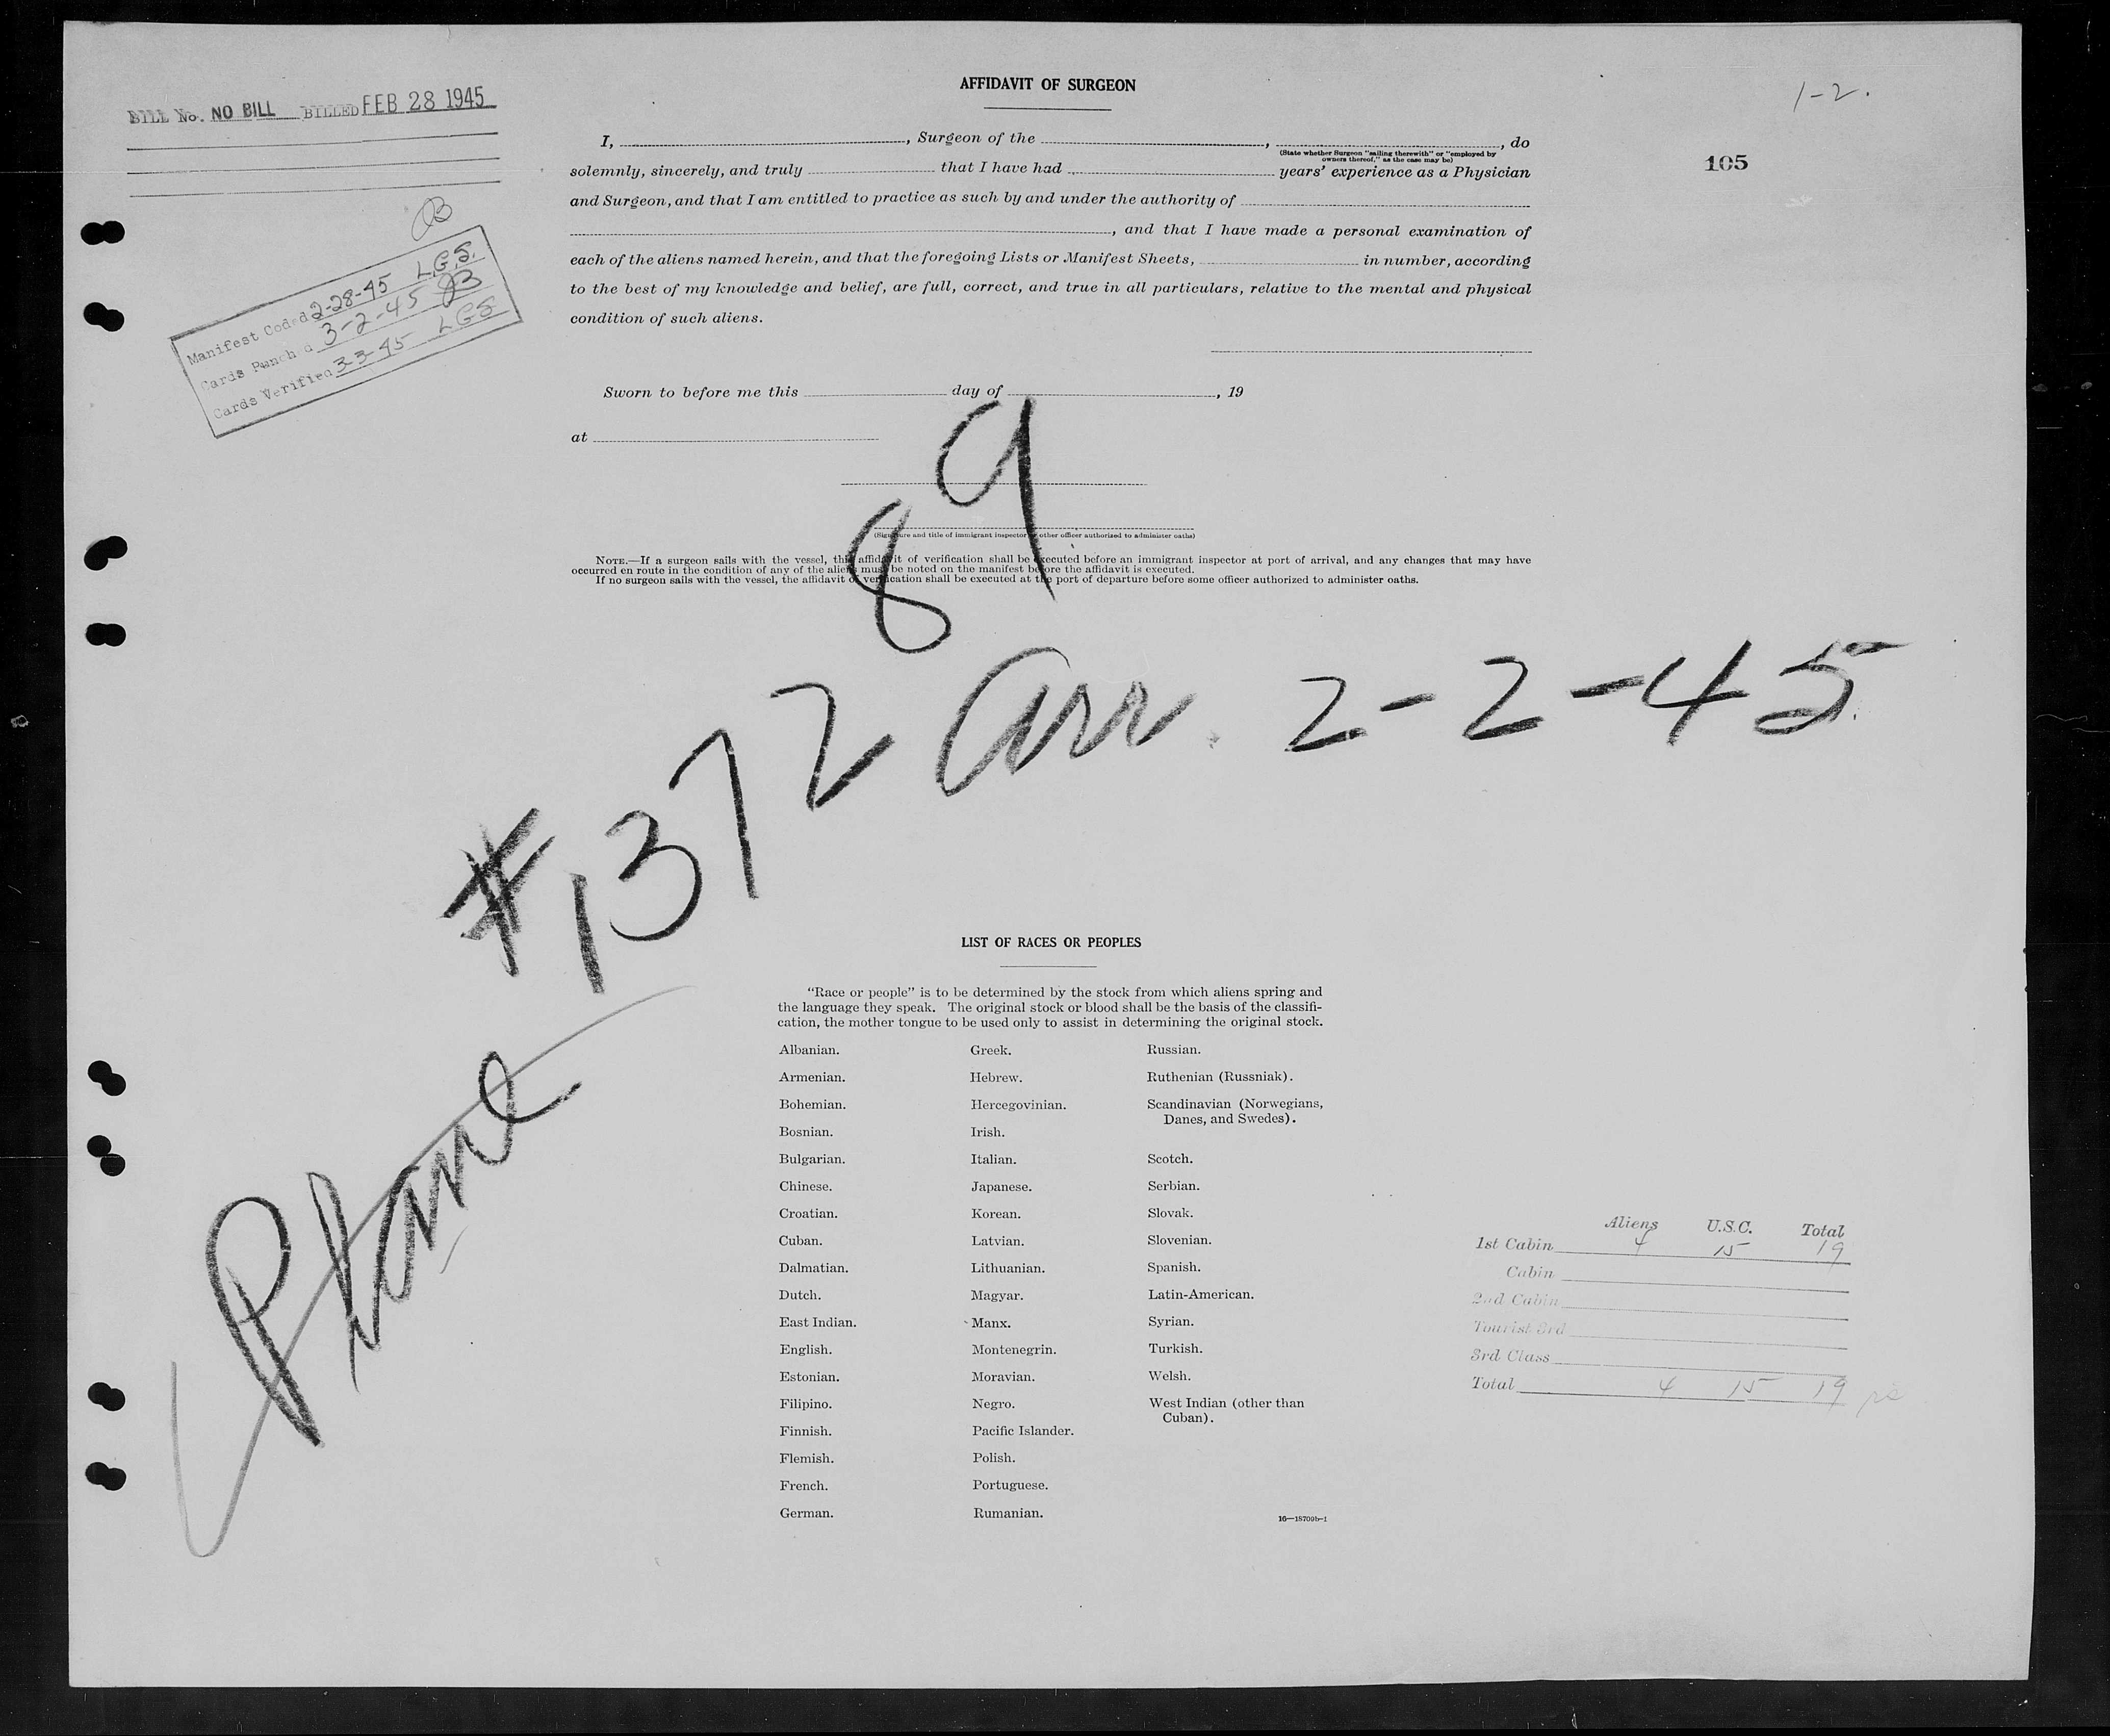 AFFIDAVIT OF SURGEON
1-2.
BILL No. NO BILL BILLED FEB 28 1945
105
I, , Surgeon of the , , do
(State whether Surgeon "sailing therewith" or "employed by
owners thereof," as the case may be)
solemnly, sincerely, and truly that I have had years' experience as a Physician
and Surgeon, and that I am entitled to practice as such by and under the authority of
, and that I have made a personal examination of
each of the aliens named herein, and that the foregoing Lists or Manifest Sheets, in number, according
to the best of my knowledge and belief, are full, correct, and true in all particulars, relative to the mental and physical
condition of such aliens.
Manifest Coded 2-28-45 L.G.S.
Cards Punched 3-2-45 JB
Cards Verified 3-3-45 LGS
Sworn to before me this day of , 19
at
(Signature and title of immigrant inspector or other officer authorized to administer oaths)
NOTE.—If a surgeon sails with the vessel, this affidavit of verification shall be executed before an immigrant inspector at port of arrival, and any changes that may have
occurred en route in the condition of any of the aliens must be noted on the manifest before the affidavit is executed.
If no surgeon sails with the vessel, the affidavit of verification shall be executed at the port of departure before some officer authorized to administer oaths.
89
Plane #1372 Arr. 2-2-45
LIST OF RACES OR PEOPLES
"Race or people" is to be determined by the stock from which aliens spring and
the language they speak. The original stock or blood shall be the basis of the classifi-
cation, the mother tongue to be used only to assist in determining the original stock.
Albanian.
Armenian.
Bohemian.
Bosnian.
Bulgarian.
Chinese.
Croatian.
Cuban.
Dalmatian.
Dutch.
East Indian.
English.
Estonian.
Filipino.
Finnish.
Flemish.
French.
German.
Greek.
Hebrew.
Hercegovinian.
Irish.
Italian.
Japanese.
Korean.
Latvian.
Lithuanian.
Magyar.
Manx.
Montenegrin.
Moravian.
Negro.
Pacific Islander.
Polish.
Portuguese.
Rumanian.
Russian.
Ruthenian (Russniak).
Scandinavian (Norwegians,
Danes, and Swedes).
Scotch.
Serbian.
Slovak.
Slovenian.
Spanish.
Latin-American.
Syrian.
Turkish.
Welsh.
West Indian (other than
Cuban).
16—18709b-1
Aliens U.S.C. Total
1st Cabin 4 15 19
Cabin
2nd Cabin
Tourist 3rd
3rd Class
Total 4 15 19